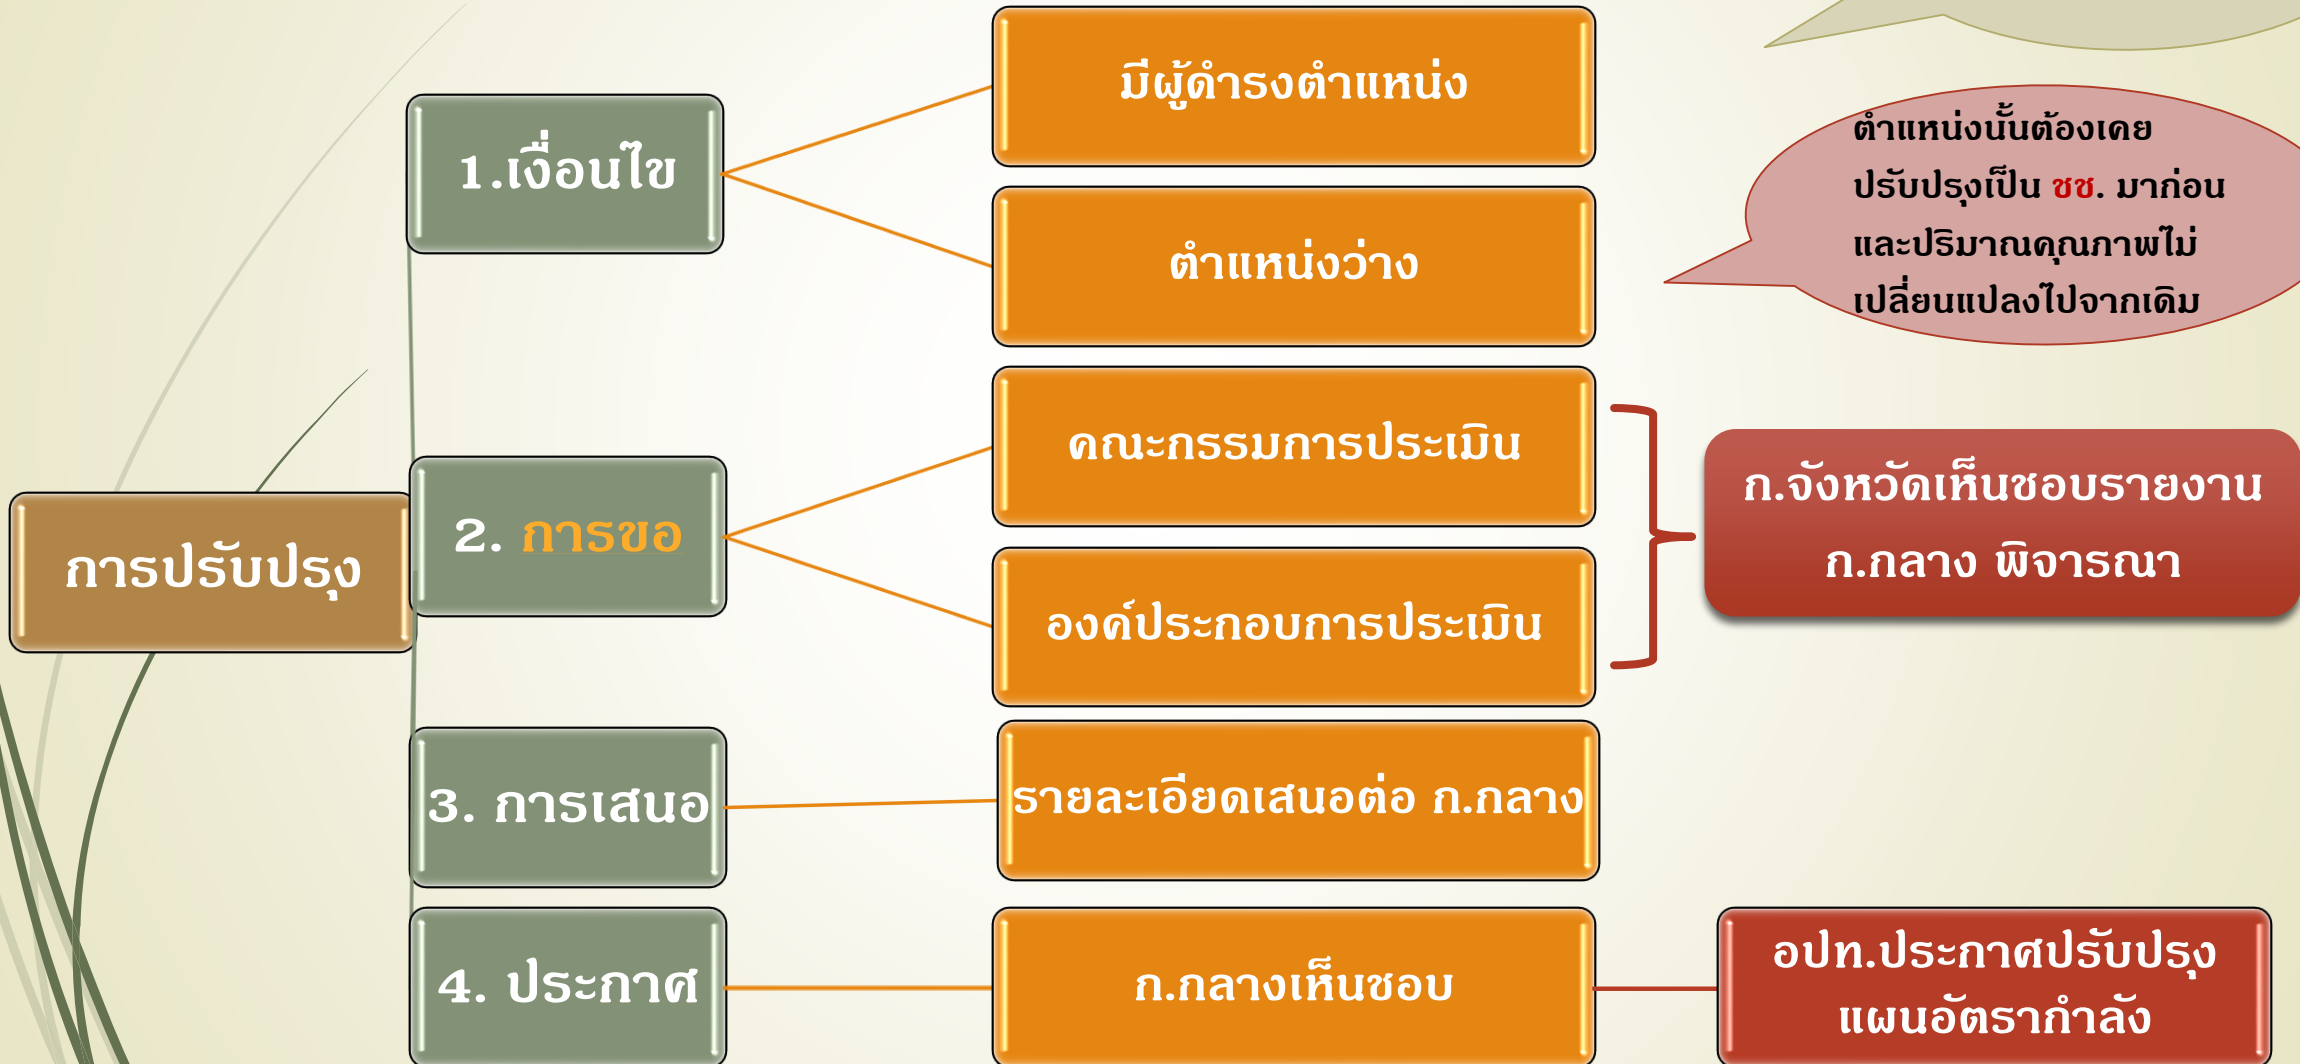 การปรับปรุง
1.เงื่อนไข
มีผู้ดำรงตำแหน่ง
ตำแหน่งว่าง
ตำแหน่งนั้นต้องเคย
ปรับปรุงเป็น ชช. มาก่อน
และปริมาณคุณภาพไม่
เปลี่ยนแปลงไปจากเดิม
2. การขอ
คณะกรรมการประเมิน
องค์ประกอบการประเมิน
ก.จังหวัดเห็นชอบรายงาน
ก.กลาง พิจารณา
3. การเสนอ
รายละเอียดเสนอต่อ ก.กลาง
4. ประกาศ
ก.กลางเห็นชอบ
อปท.ประกาศปรับปรุง
แผนอัตรากำลัง